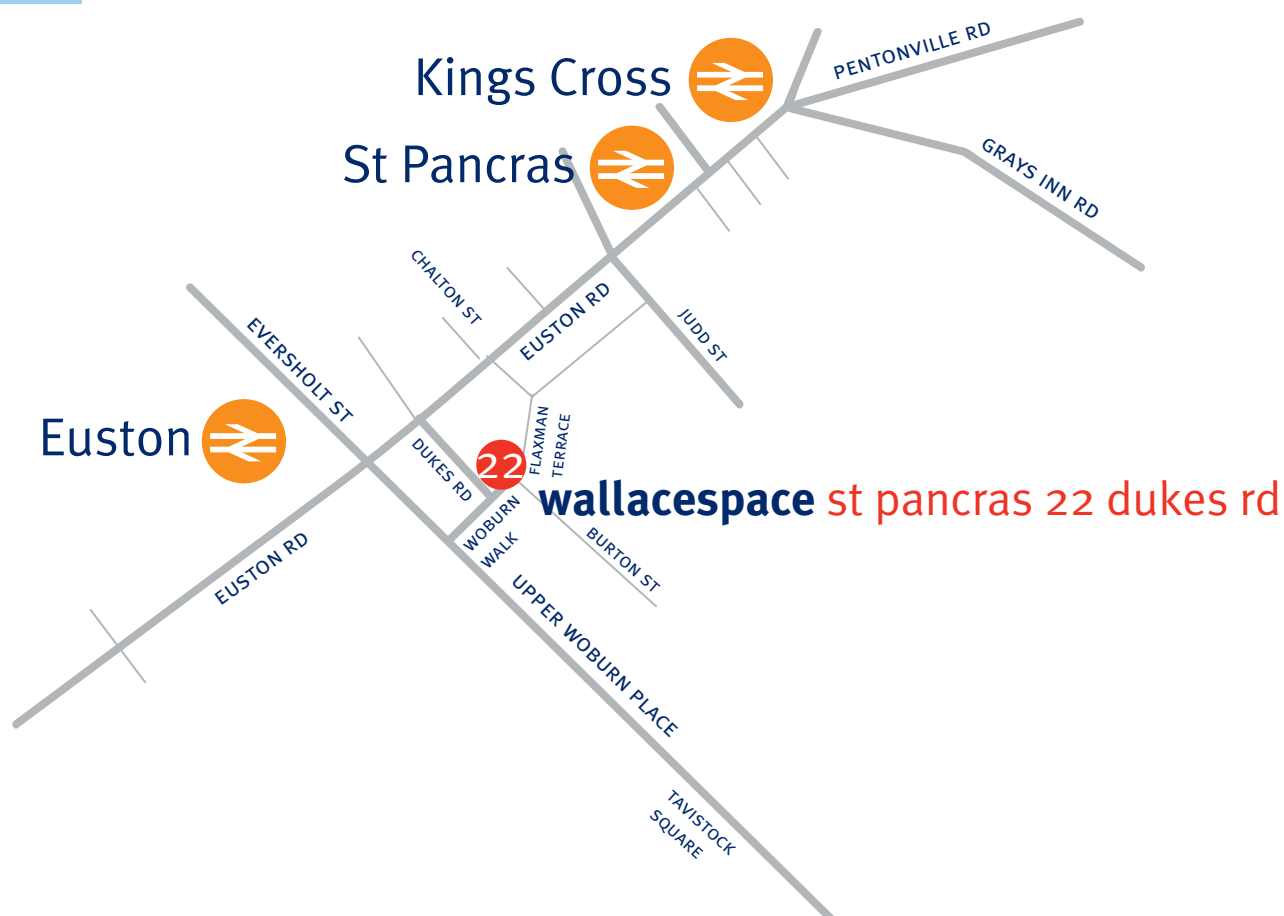 PENTONVILLE RD
Kings Cross
St Pancras
GRAYS INN RD
CHALTON ST
EUSTON RD
JUDD ST
EVERSHOLT ST
Euston
DUKES RD
22
FLAXMAN
TERRACE
wallacespace st pancras 22 dukes rd
WOBURN
WALK
BURTON ST
EUSTON RD
UPPER WOBURN PLACE
TAVISTOCK
SQUARE